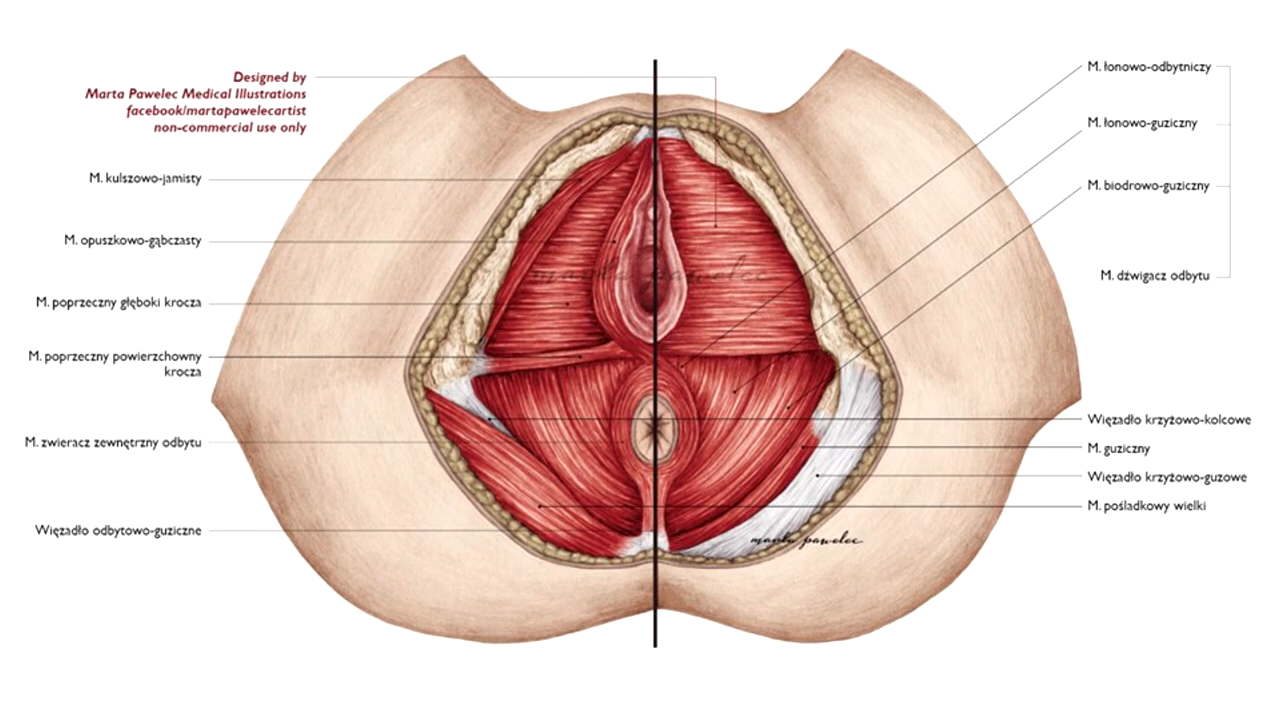 Designed by
Marta Pawelec Medical Illustrations
facebook/martapawelecartist
non-commercial use only
M. kulszowo-jamisty
M. opuszkowo-gąbczasty
M. poprzeczny głęboki krocza
M. poprzeczny powierzchowny
krocza
M. zwieracz zewnętrzny odbytu
Więzadło odbytowo-guziczne
M. łonowo-odbytniczy
M. łonowo-guziczny
M. biodrowo-guziczny
M. dźwigacz odbytu
Więzadło krzyżowo-kolcowe
M. guziczny
Więzadło krzyżowo-guzowe
M. pośladkowy wielki
marta pawelec
marta pawelec